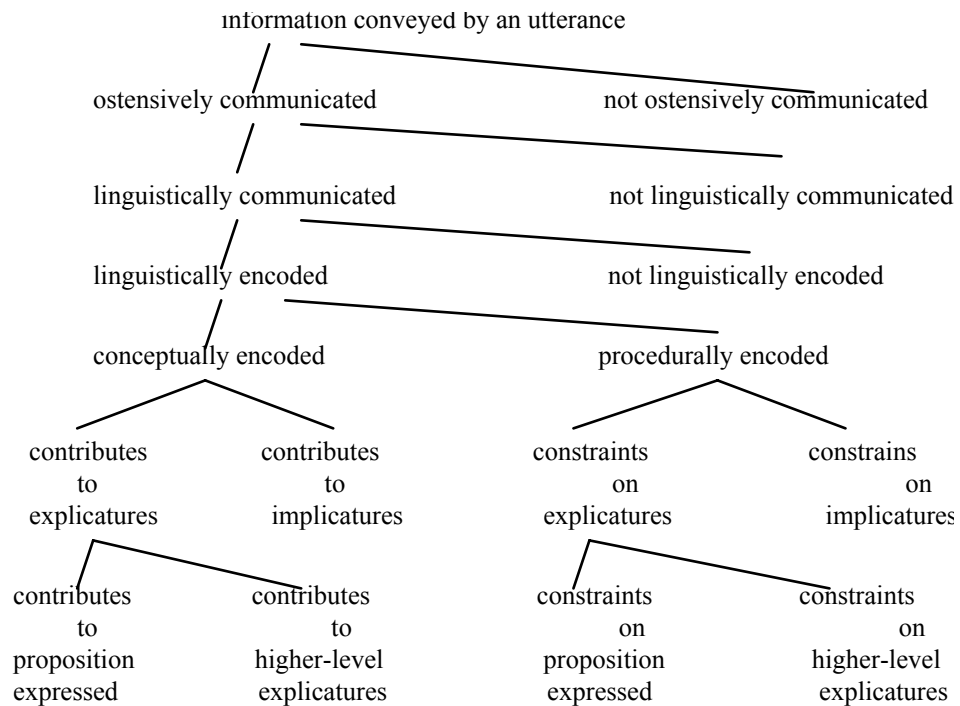 information conveyed by an utterance
ostensively communicated not ostensively communicated
linguistically communicated not linguistically communicated
linguistically encoded not linguistically encoded
conceptually encoded procedurally encoded
contributes contributes constraints constrains
to to on on
explicatures implicatures explicatures implicatures
contributes contributes constraints constraints
to to on on
proposition higher-level proposition higher-level
expressed explicatures expressed explicatures